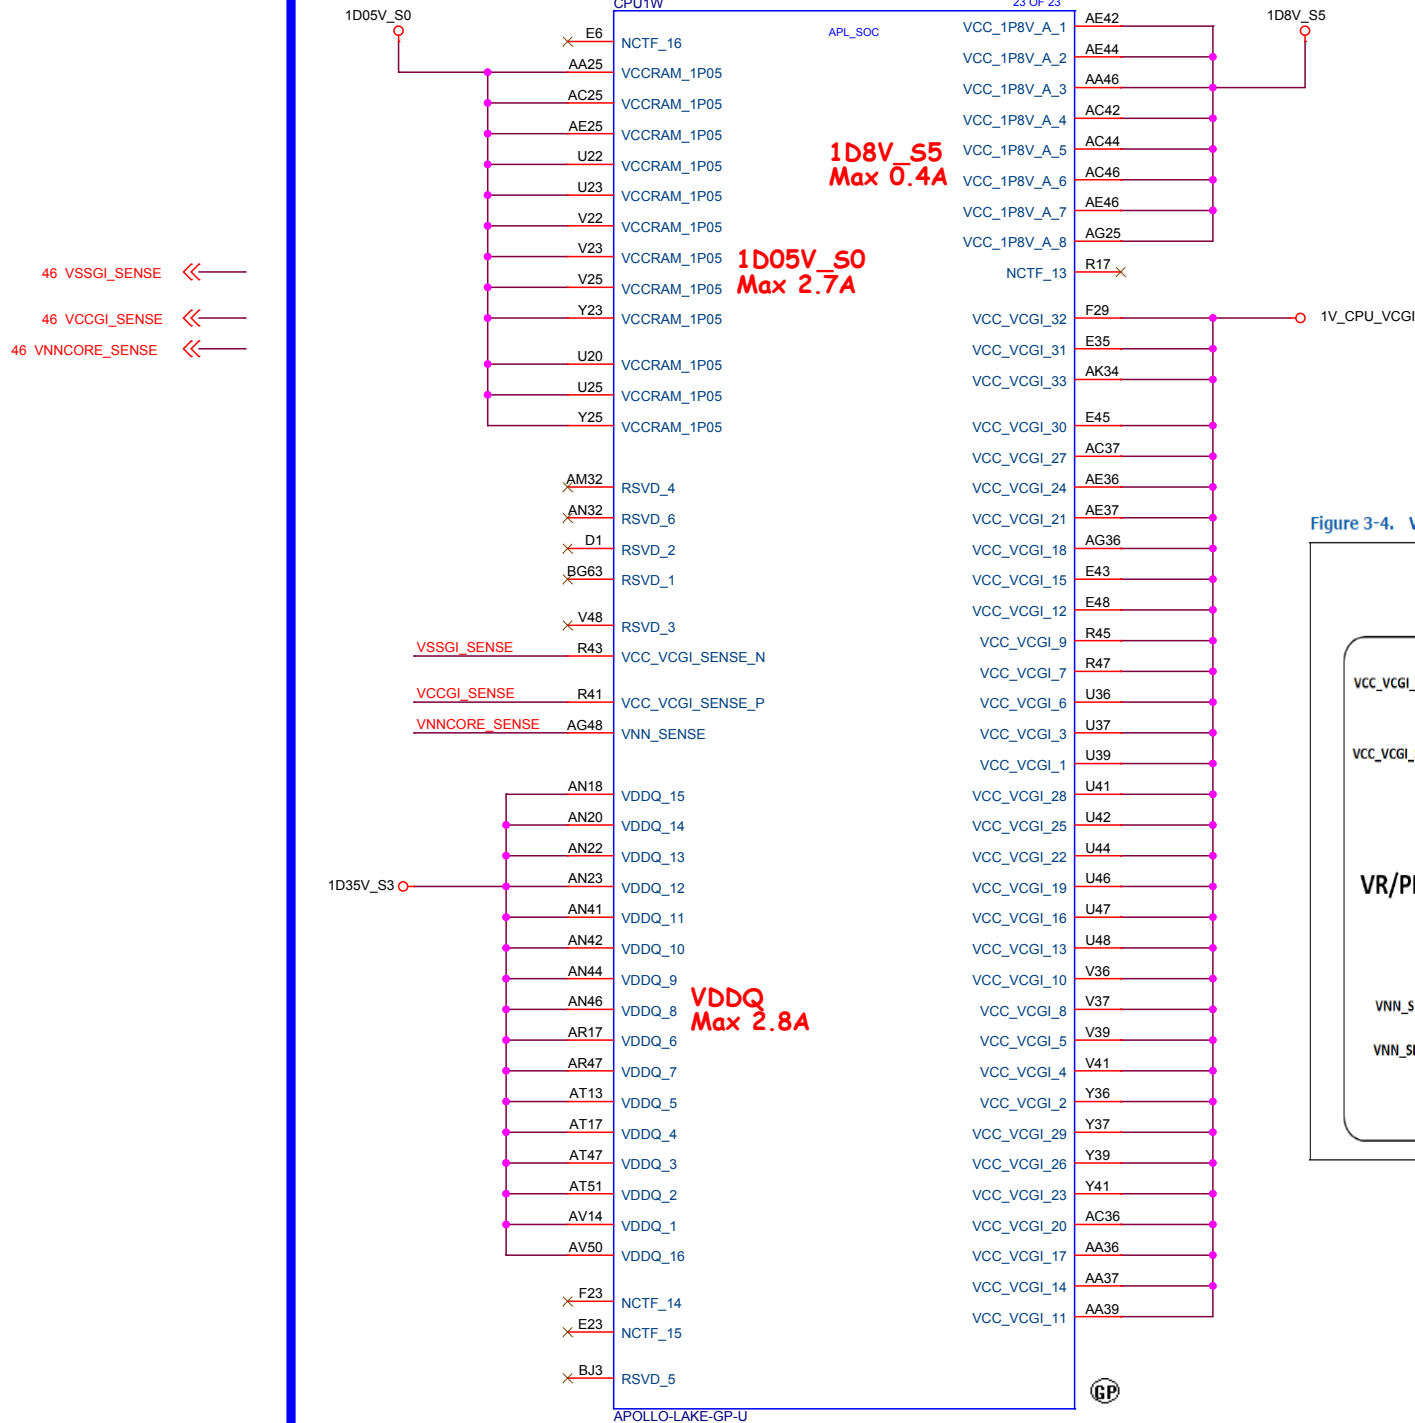 CPU1W
23 OF 23
APL_SOC
1D05V_S0
1D8V_S5
E6 NCTF_16
AA25 VCCRAM_1P05
AC25 VCCRAM_1P05
AE25 VCCRAM_1P05
U22 VCCRAM_1P05
U23 VCCRAM_1P05
V22 VCCRAM_1P05
V23 VCCRAM_1P05
V25 VCCRAM_1P05
Y23 VCCRAM_1P05
U20 VCCRAM_1P05
U25 VCCRAM_1P05
Y25 VCCRAM_1P05
AM32 RSVD_4
AN32 RSVD_6
D1 RSVD_2
BG63 RSVD_1
V48 RSVD_3
VSSGI_SENSE R43 VCC_VCGI_SENSE_N
VCCGI_SENSE R41 VCC_VCGI_SENSE_P
VNNCORE_SENSE AG48 VNN_SENSE
AN18 VDDQ_15
AN20 VDDQ_14
AN22 VDDQ_13
1D35V_S3 AN23 VDDQ_12
AN41 VDDQ_11
AN42 VDDQ_10
AN44 VDDQ_9
AN46 VDDQ_8
AR17 VDDQ_6
AR47 VDDQ_7
AT13 VDDQ_5
AT17 VDDQ_4
AT47 VDDQ_3
AT51 VDDQ_2
AV14 VDDQ_1
AV50 VDDQ_16
F23 NCTF_14
E23 NCTF_15
BJ3 RSVD_5
1D8V_S5
Max 0.4A
1D05V_S0
Max 2.7A
VDDQ
Max 2.8A
VCC_1P8V_A_1 AE42
VCC_1P8V_A_2 AE44
VCC_1P8V_A_3 AA46
VCC_1P8V_A_4 AC42
VCC_1P8V_A_5 AC44
VCC_1P8V_A_6 AC46
VCC_1P8V_A_7 AE46
VCC_1P8V_A_8 AG25
NCTF_13 R17
VCC_VCGI_32 F29 1V_CPU_VCGI
VCC_VCGI_31 E35
VCC_VCGI_33 AK34
VCC_VCGI_30 E45
VCC_VCGI_27 AC37
VCC_VCGI_24 AE36
VCC_VCGI_21 AE37
VCC_VCGI_18 AG36
VCC_VCGI_15 E43
VCC_VCGI_12 E48
VCC_VCGI_9 R45
VCC_VCGI_7 R47
VCC_VCGI_6 U36
VCC_VCGI_3 U37
VCC_VCGI_1 U39
VCC_VCGI_28 U41
VCC_VCGI_25 U42
VCC_VCGI_22 U44
VCC_VCGI_19 U46
VCC_VCGI_16 U47
VCC_VCGI_13 U48
VCC_VCGI_10 V36
VCC_VCGI_8 V37
VCC_VCGI_5 V39
VCC_VCGI_4 V41
VCC_VCGI_2 Y36
VCC_VCGI_29 Y37
VCC_VCGI_26 Y39
VCC_VCGI_23 Y41
VCC_VCGI_20 AC36
VCC_VCGI_17 AA36
VCC_VCGI_14 AA37
VCC_VCGI_11 AA39
GP
APOLLO-LAKE-GP-U
46 VSSGI_SENSE
46 VCCGI_SENSE
46 VNNCORE_SENSE
Figure 3-4.
VCC_VCGI_
VCC_VCGI_